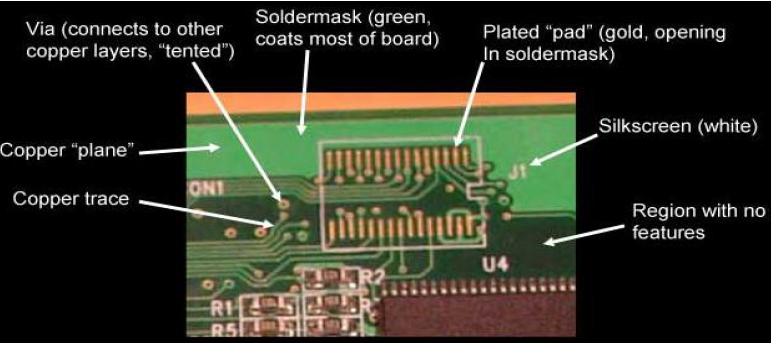 Via (connects to other
copper layers, “tented”)
Soldermask (green,
coats most of board)
Plated “pad” (gold, opening
In soldermask)
Copper “plane”
Silkscreen (white)
Copper trace
Region with no
features
ON1
J1
U4
R2
R1
R
R5